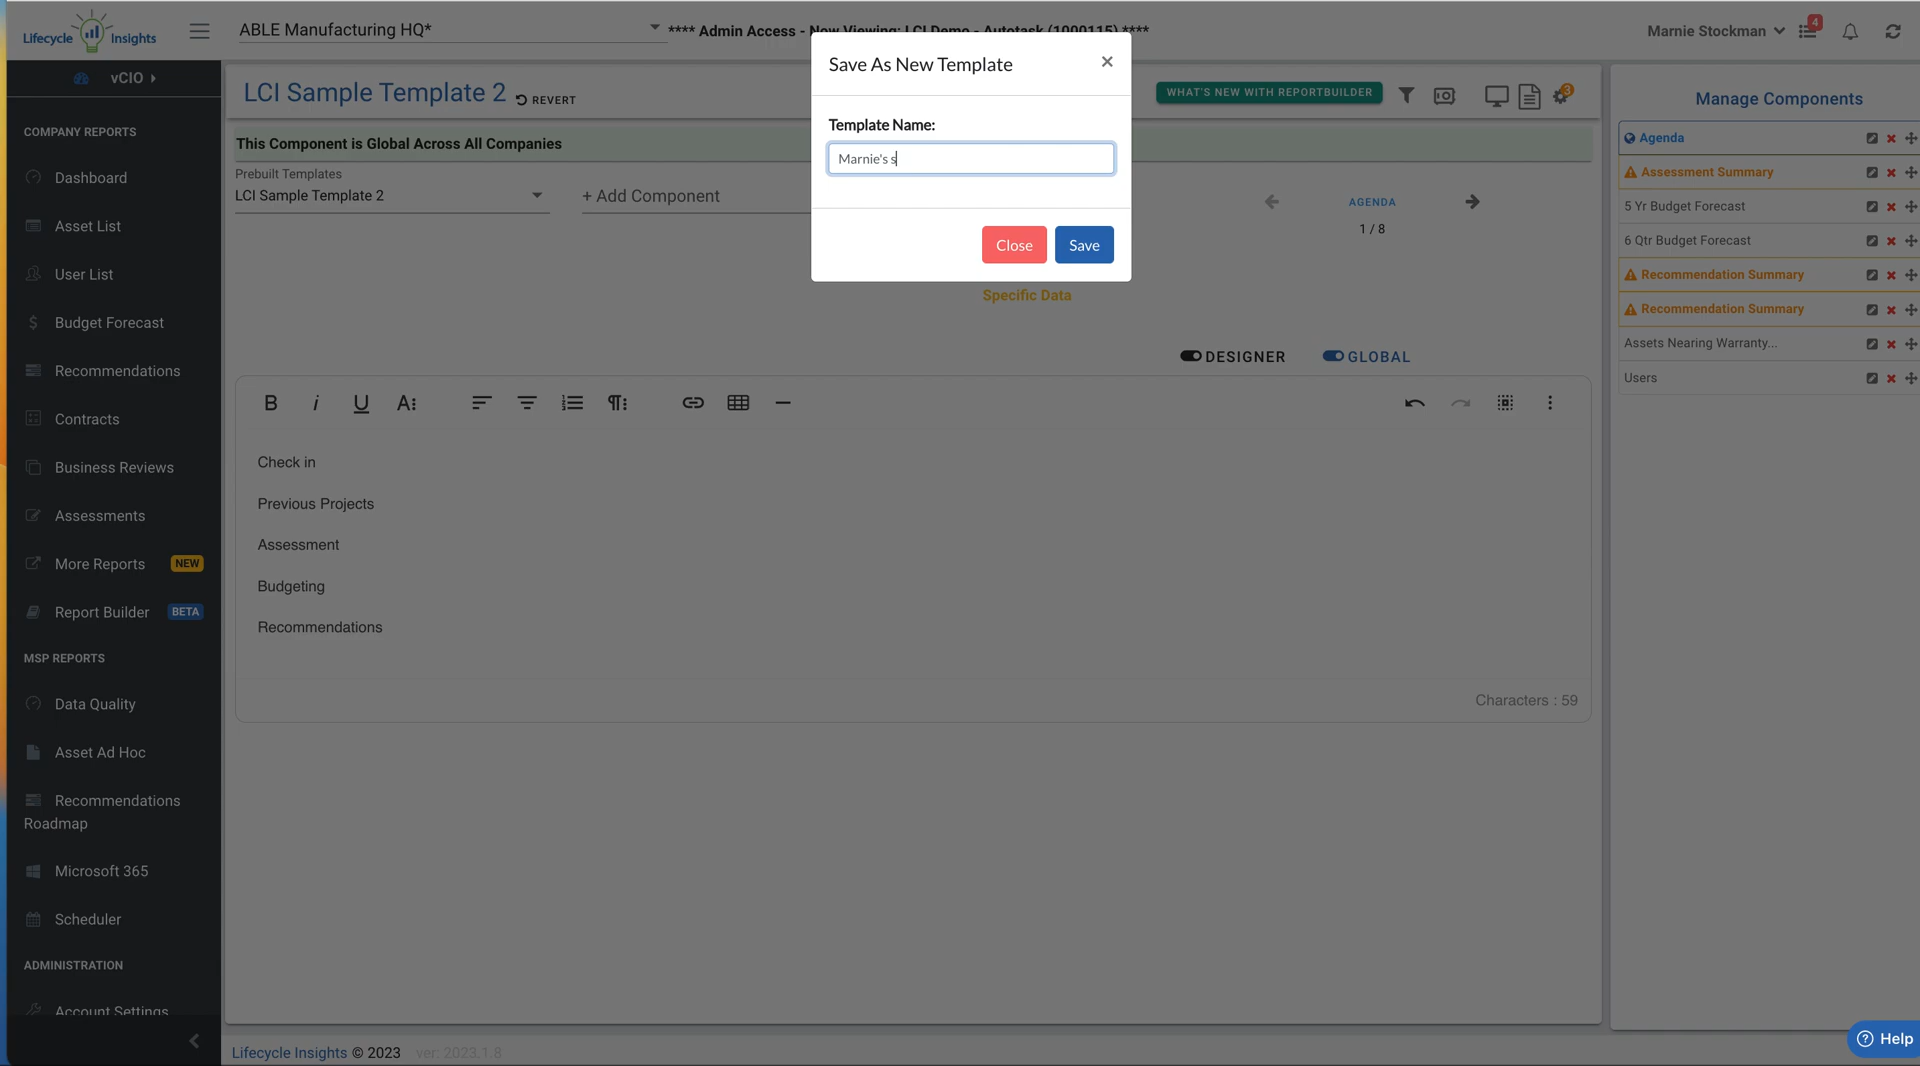 Lifecycle Insights
ABLE Manufacturing HQ*
**** Admin Access - Now Viewing: LCI Demo - Autotask (1000115) ****
Marnie Stockman
4
vCIO
COMPANY REPORTS
Dashboard
Asset List
User List
Budget Forecast
Recommendations
Contracts
Business Reviews
Assessments
More Reports NEW
Report Builder BETA
MSP REPORTS
Data Quality
Asset Ad Hoc
Recommendations
Roadmap
Microsoft 365
Scheduler
ADMINISTRATION
Account Settings
LCI Sample Template 2
REVERT
WHAT'S NEW WITH REPORTBUILDER
3
This Component is Global Across All Companies
Prebuilt Templates
LCI Sample Template 2
+ Add Component
AGENDA
1 / 8
Save As New Template
×
Template Name:
Marnie's s
Close
Save
Specific Data
DESIGNER
GLOBAL
B i U A
Check in
Previous Projects
Assessment
Budgeting
Recommendations
Characters : 59
Manage Components
Agenda
Assessment Summary
5 Yr Budget Forecast
6 Qtr Budget Forecast
Recommendation Summary
Recommendation Summary
Assets Nearing Warranty...
Users
Lifecycle Insights © 2023 ver: 2023.1.8
Help